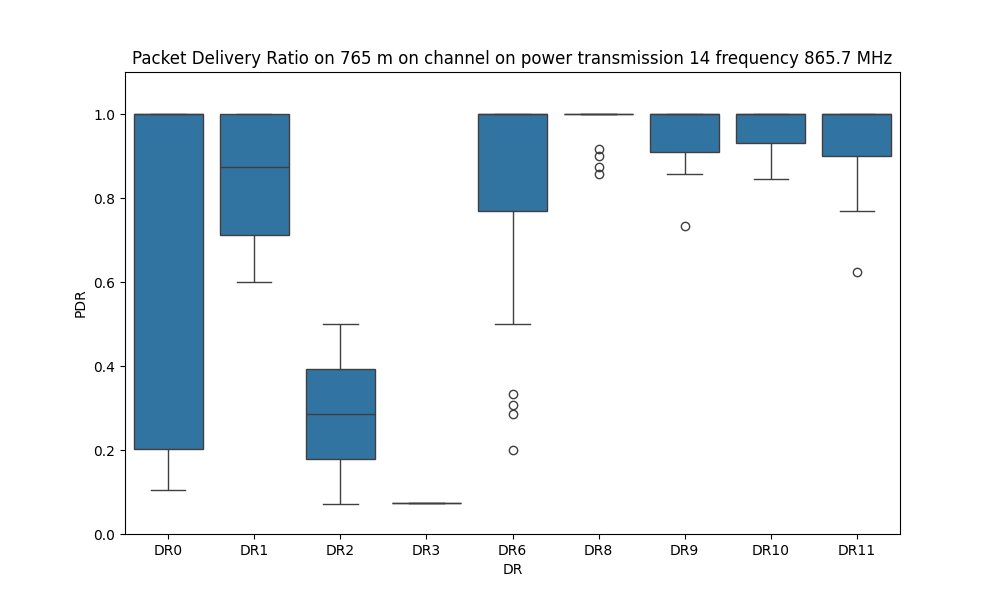 Packet Delivery Ratio on 765 m on channel on power transmission 14 frequency 865.7 MHz
1.0
0.8
0.6
0.4
0.2
0.0
PDR
DR0 DR1 DR2 DR3 DR6 DR8 DR9 DR10 DR11
DR